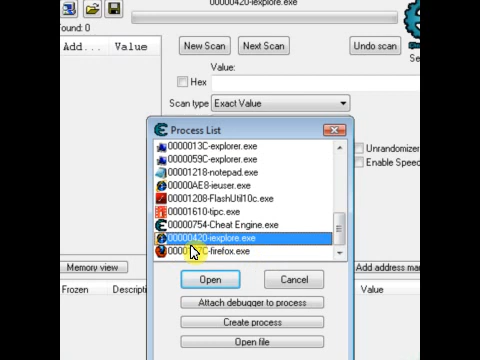 00000420-iexplore.exe
Found: 0
Add... Value
New Scan Next Scan Undo scan
Value:
Hex
Scan type Exact Value
Process List
0000013C-explorer.exe
0000059C-explorer.exe
00001218-notepad.exe
00000AE8-ieuser.exe
00001208-FlashUtil10c.exe
00001610-tipc.exe
00000754-Cheat Engine.exe
00000420-iexplore.exe
C-firefox.exe
Unrandomizer
Enable Speed
Memory view
Add address ma
Open Cancel
Frozen Descripti Value
Attach debugger to process
Create process
Open file